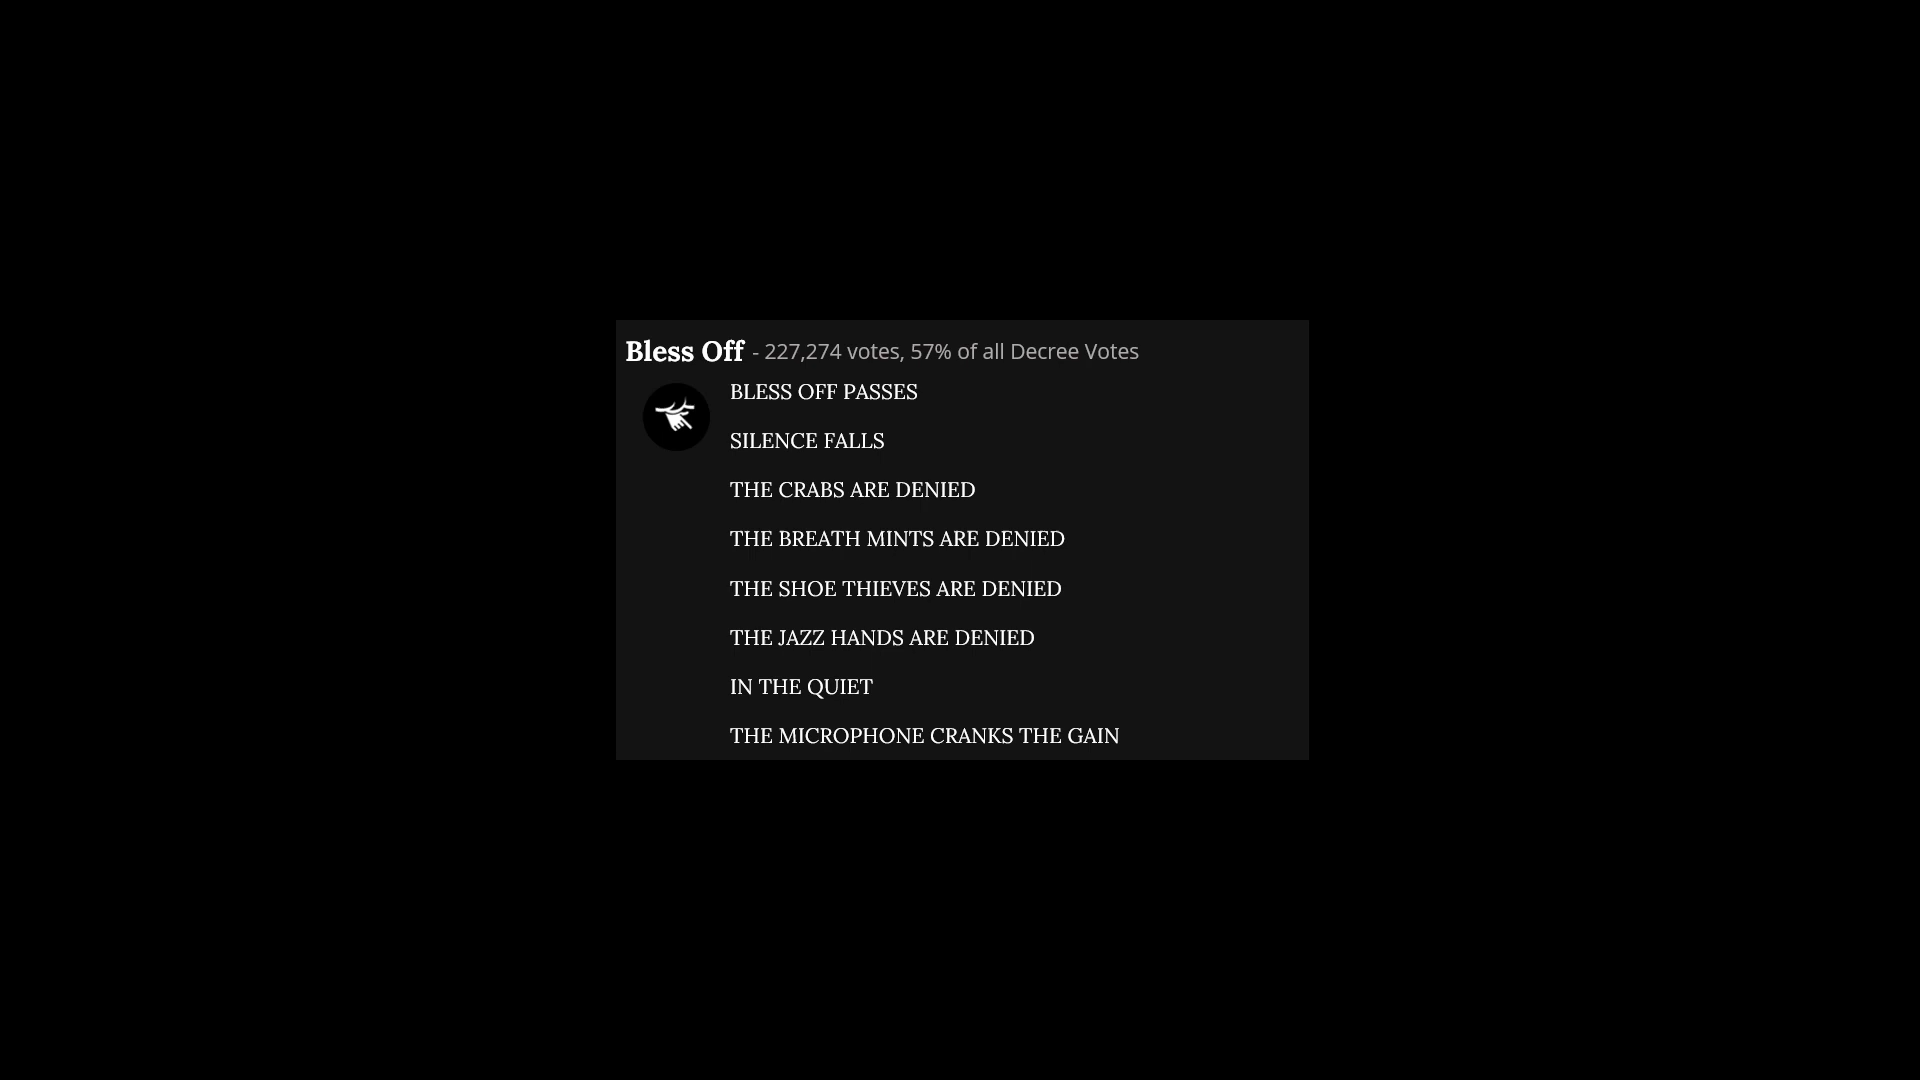 Bless Off - 227,274 votes, 57% of all Decree Votes
BLESS OFF PASSES
SILENCE FALLS
THE CRABS ARE DENIED
THE BREATH MINTS ARE DENIED
THE SHOE THIEVES ARE DENIED
THE JAZZ HANDS ARE DENIED
IN THE QUIET
THE MICROPHONE CRANKS THE GAIN